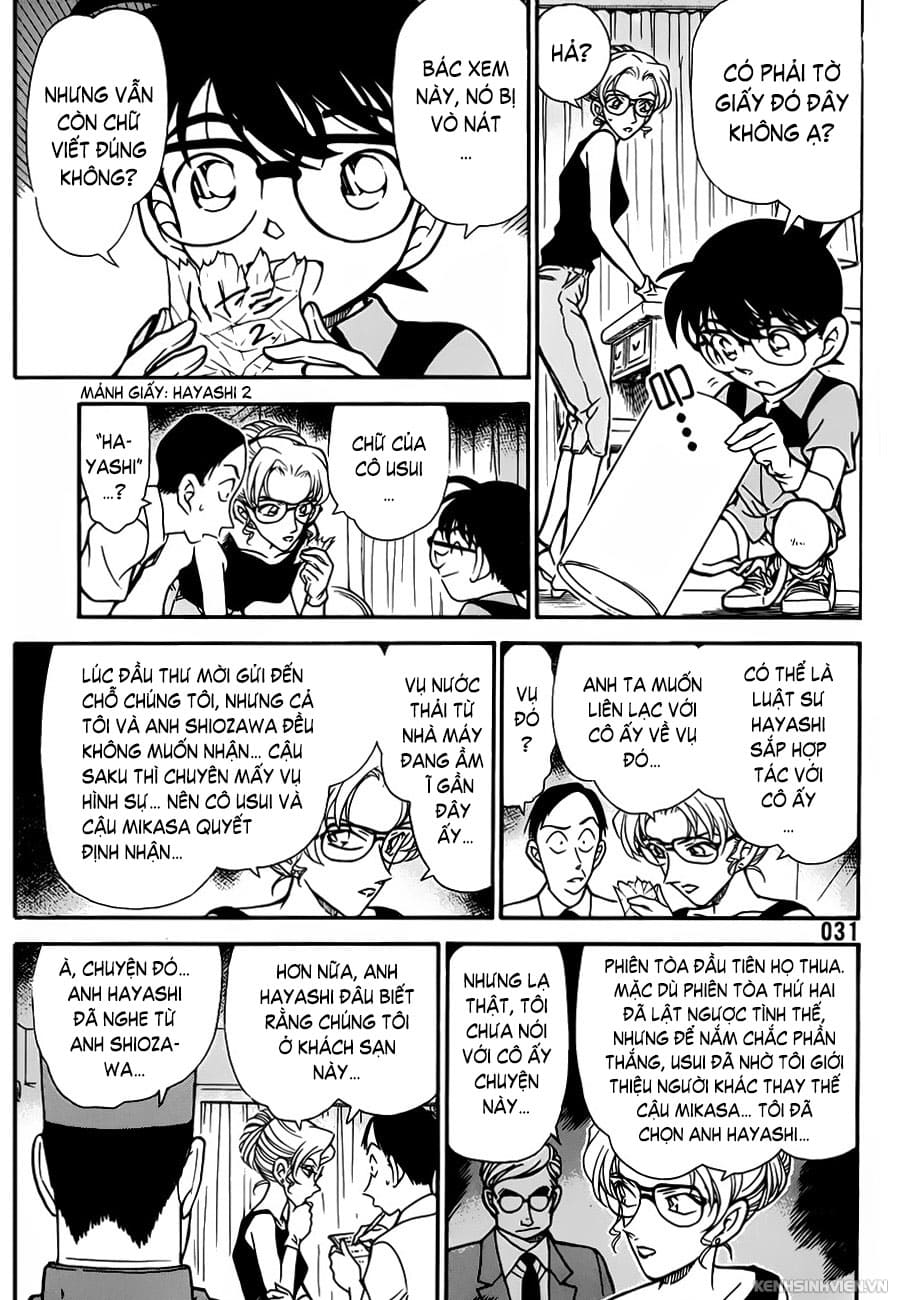 CÓ PHẢI TỜ
GIẤY ĐÓ ĐÂY
KHÔNG Ạ?
HẢ?
BÁC XEM
NÀY, NÓ BỊ
VÒ NÁT
...
NHƯNG VẪN
CÒN CHỮ
VIẾT ĐÚNG
KHÔNG?
MẢNH GIẤY: HAYASHI 2
CHỮ CỦA
CÔ USUI
"HA-
YASHI"
...?
CÓ THỂ LÀ
LUẬT SƯ
HAYASHI
SẮP HỢP
TÁC VỚI
CÔ ẤY
...
ANH TA MUỐN
LIÊN LẠC VỚI
CÔ ẤY VỀ VỤ
ĐÓ...
VỤ
ĐÓ
?
VỤ NƯỚC
THẢI TỪ
NHÀ MÁY
ĐANG ẦM
Ĩ GẦN
ĐÂY
ẤY...
LÚC ĐẦU THƯ MỜI GỬI ĐẾN
CHỖ CHÚNG TÔI, NHƯNG CẢ
TÔI VÀ ANH SHIOZAWA ĐỀU
KHÔNG MUỐN NHẬN... CẬU
SAKU THÌ CHUYÊN MẤY VỤ
HÌNH SỰ... NÊN CÔ USUI VÀ
CẬU MIKASA QUYẾT
ĐỊNH NHẬN...
031
PHIÊN TÒA ĐẦU TIÊN HỌ THUA.
MẶC DÙ PHIÊN TÒA THỨ HAI
ĐÃ LẬT NGƯỢC TÌNH THẾ,
NHƯNG ĐỂ NẮM CHẮC PHẦN
THẮNG, USUI ĐÃ NHỜ TÔI GIỚI
THIỆU NGƯỜI KHÁC THAY THẾ
CẬU MIKASA... TÔI ĐÃ
CHỌN ANH HAYASHI...
NHƯNG LẠ
THẬT, TÔI
CHƯA NÓI
VỚI CÔ ẤY
CHUYỆN
NÀY...
HƠN NỮA, ANH
HAYASHI ĐÂU BIẾT
RẰNG CHÚNG TÔI
Ở KHÁCH SẠN
NÀY...
À, CHUYỆN ĐÓ...
ANH HAYASHI
ĐÃ NGHE TỪ
ANH SHIOZA-
WA...
KENHSINHVIEN.VN